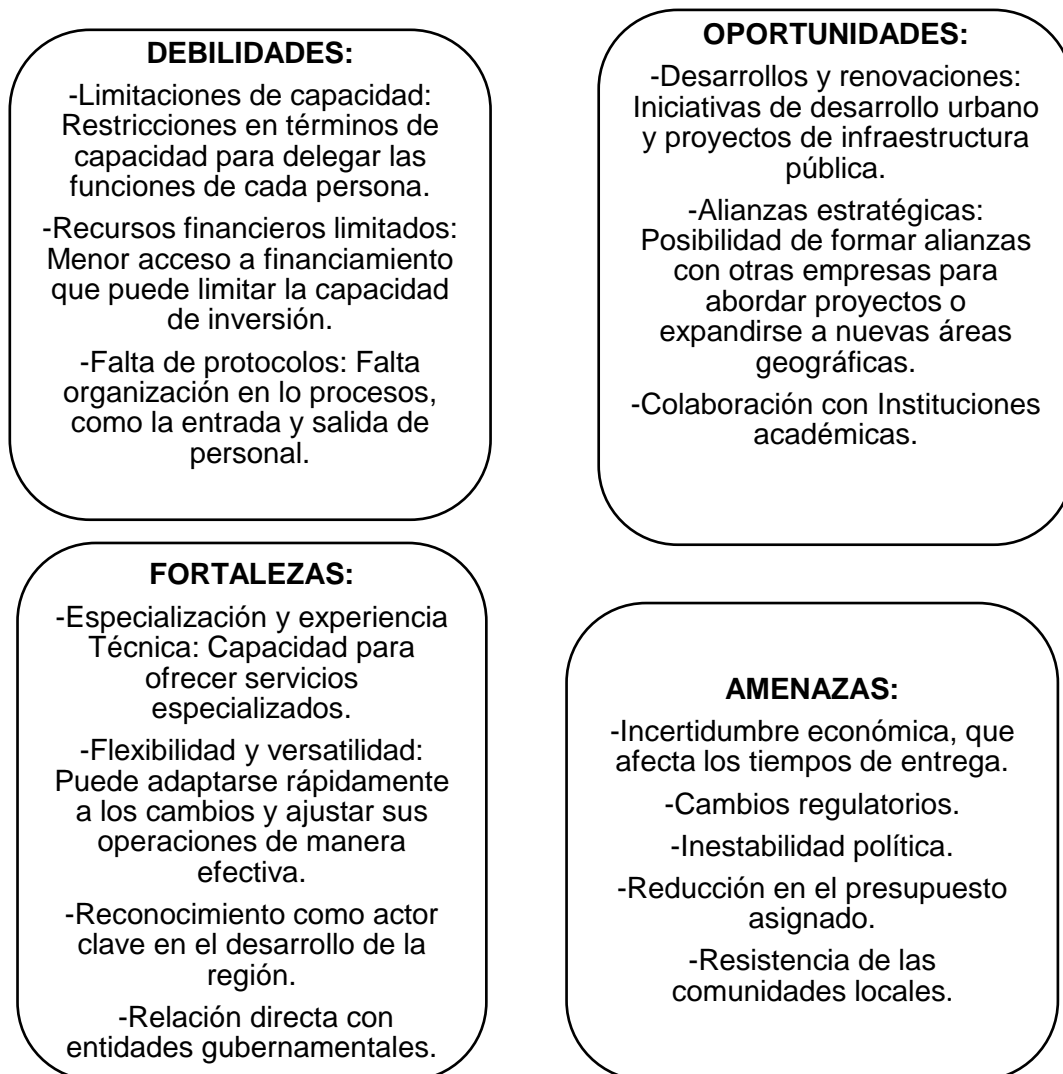 DEBILIDADES:
-Limitaciones de capacidad:
Restricciones en términos de
capacidad para delegar las
funciones de cada persona.
-Recursos financieros limitados:
Menor acceso a financiamiento
que puede limitar la capacidad
de inversión.
-Falta de protocolos: Falta
organización en lo procesos,
como la entrada y salida de
personal.
OPORTUNIDADES:
-Desarrollos y renovaciones:
Iniciativas de desarrollo urbano
y proyectos de infraestructura
pública.
-Alianzas estratégicas:
Posibilidad de formar alianzas
con otras empresas para
abordar proyectos o
expandirse a nuevas áreas
geográficas.
-Colaboración con Instituciones
académicas.
FORTALEZAS:
-Especialización y experiencia
Técnica: Capacidad para
ofrecer servicios
especializados.
-Flexibilidad y versatilidad:
Puede adaptarse rápidamente
a los cambios y ajustar sus
operaciones de manera
efectiva.
-Reconocimiento como actor
clave en el desarrollo de la
región.
-Relación directa con
entidades gubernamentales.
AMENAZAS:
-Incertidumbre económica, que
afecta los tiempos de entrega.
-Cambios regulatorios.
-Inestabilidad política.
-Reducción en el presupuesto
asignado.
-Resistencia de las
comunidades locales.